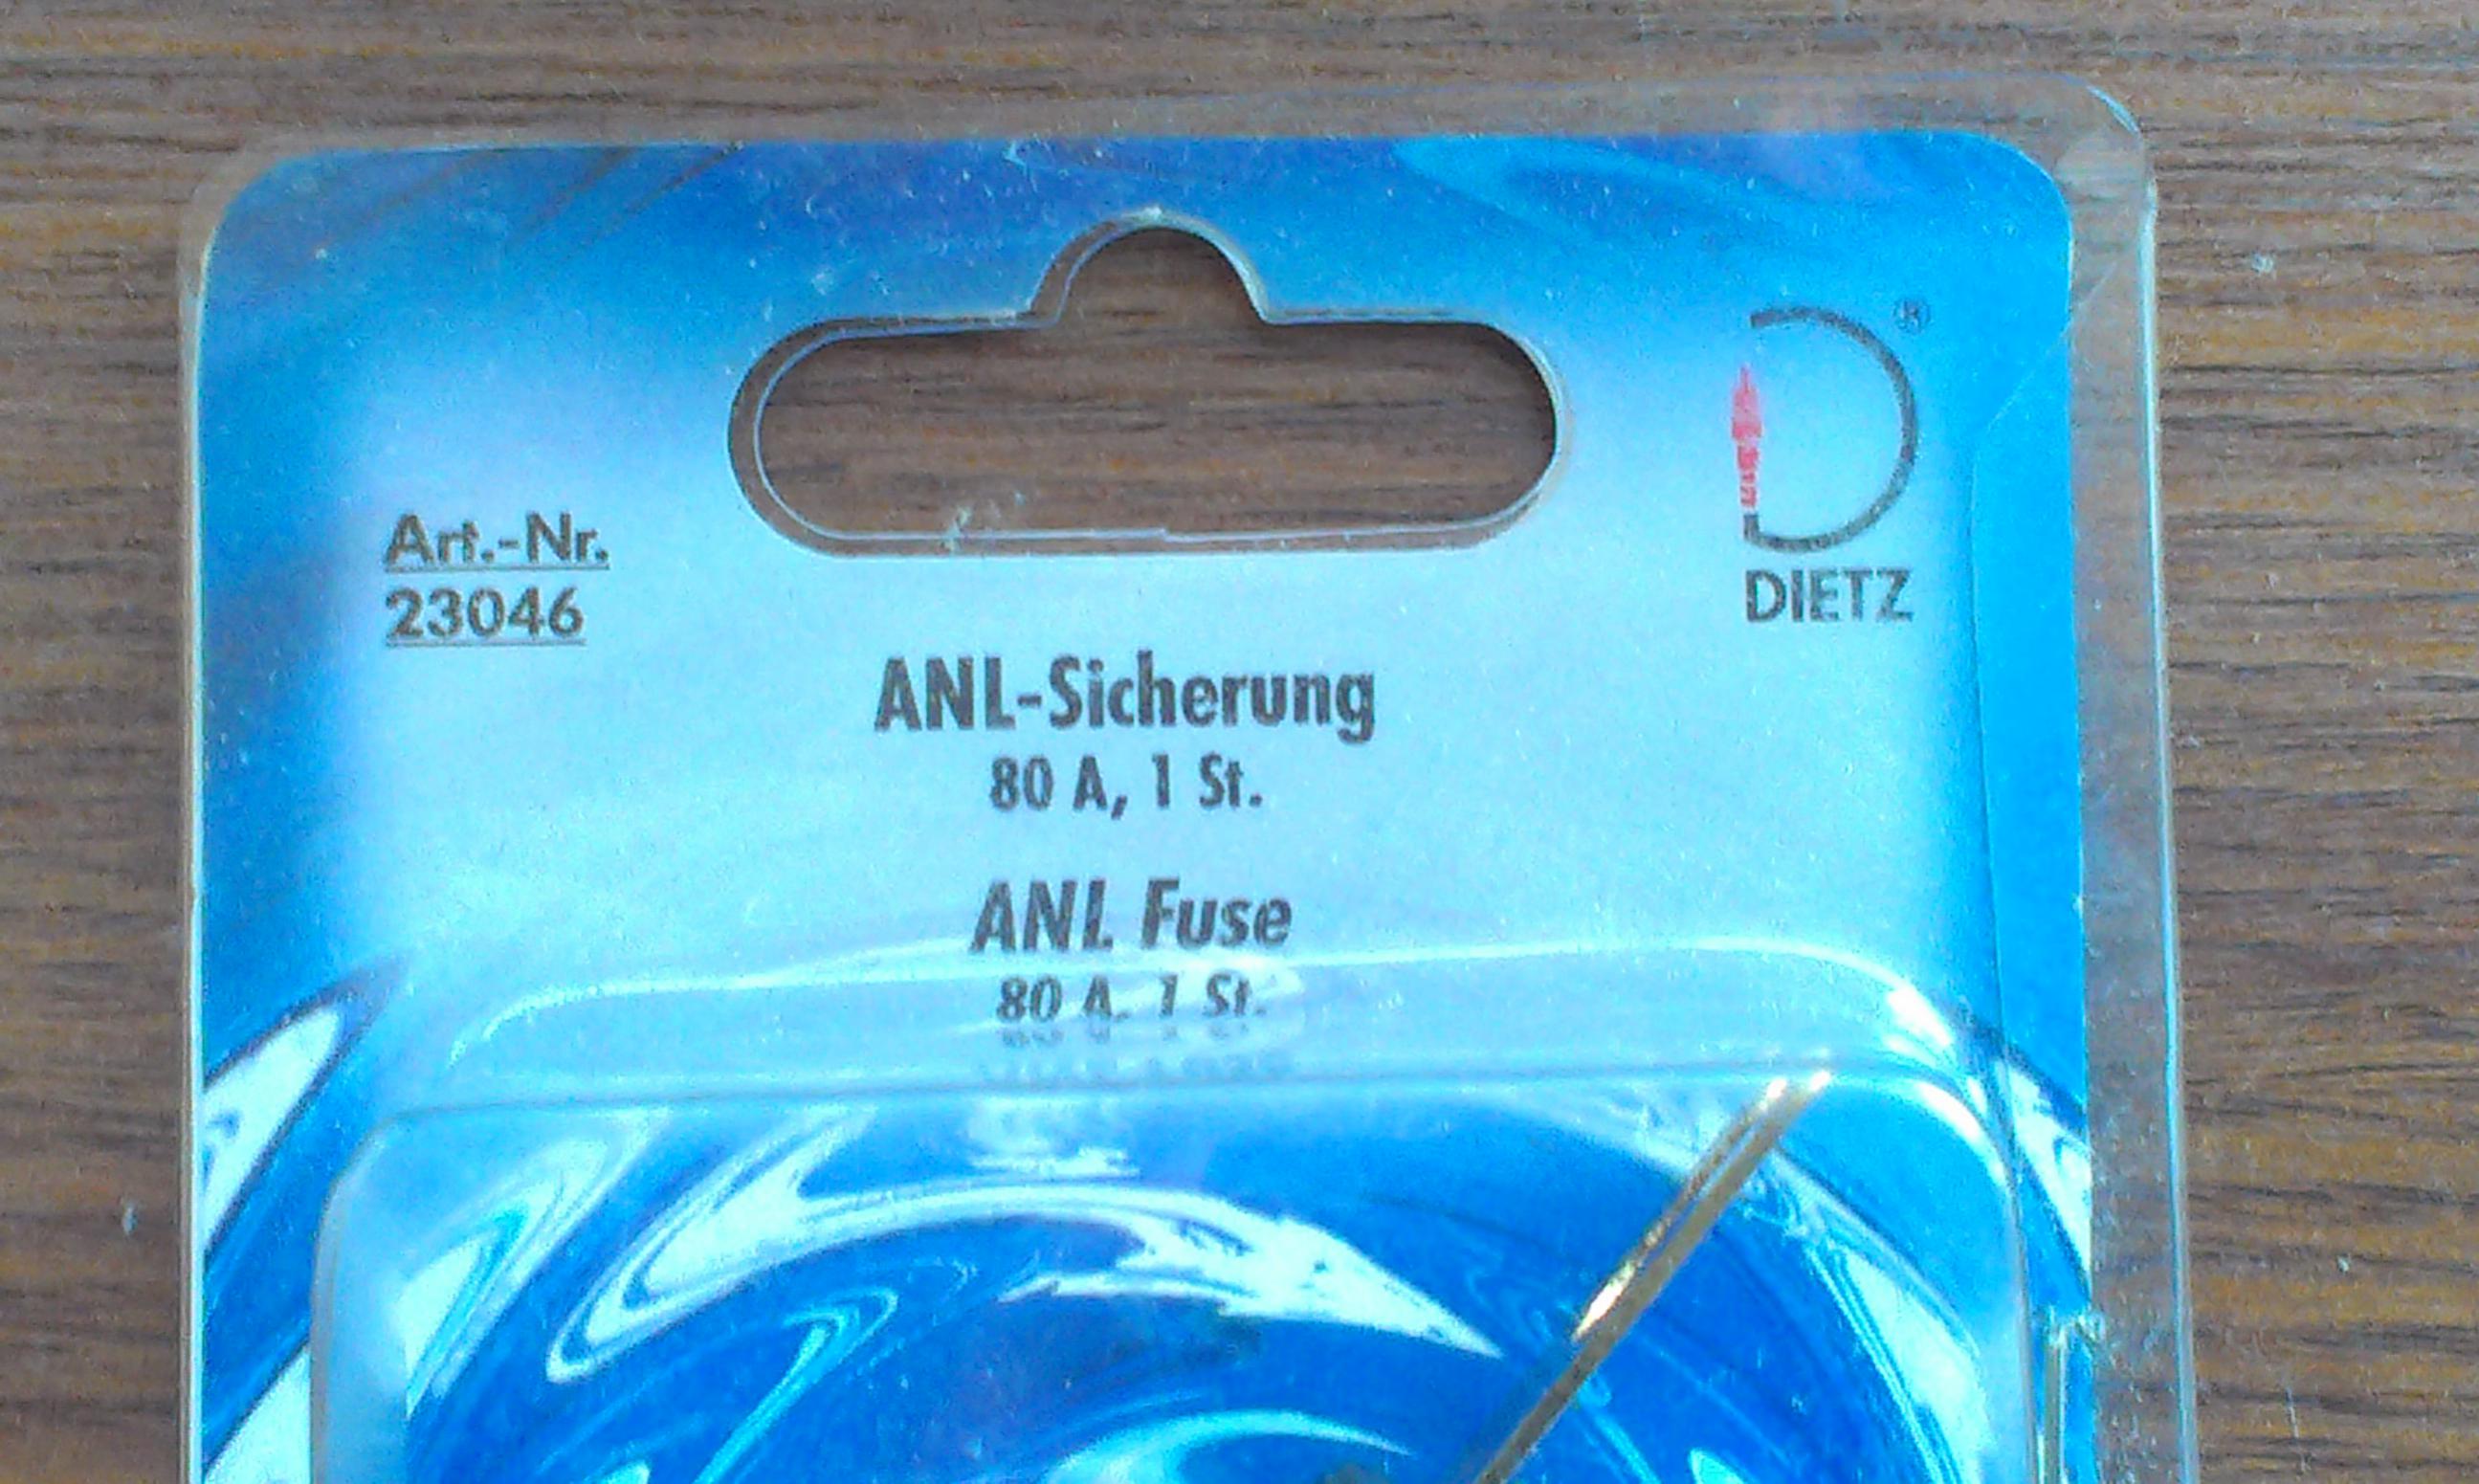 ®
DIETZ
Art.-Nr.
23046
ANL-Sicherung
80 A, 1 St.
ANL Fuse
80 A, 1 St.